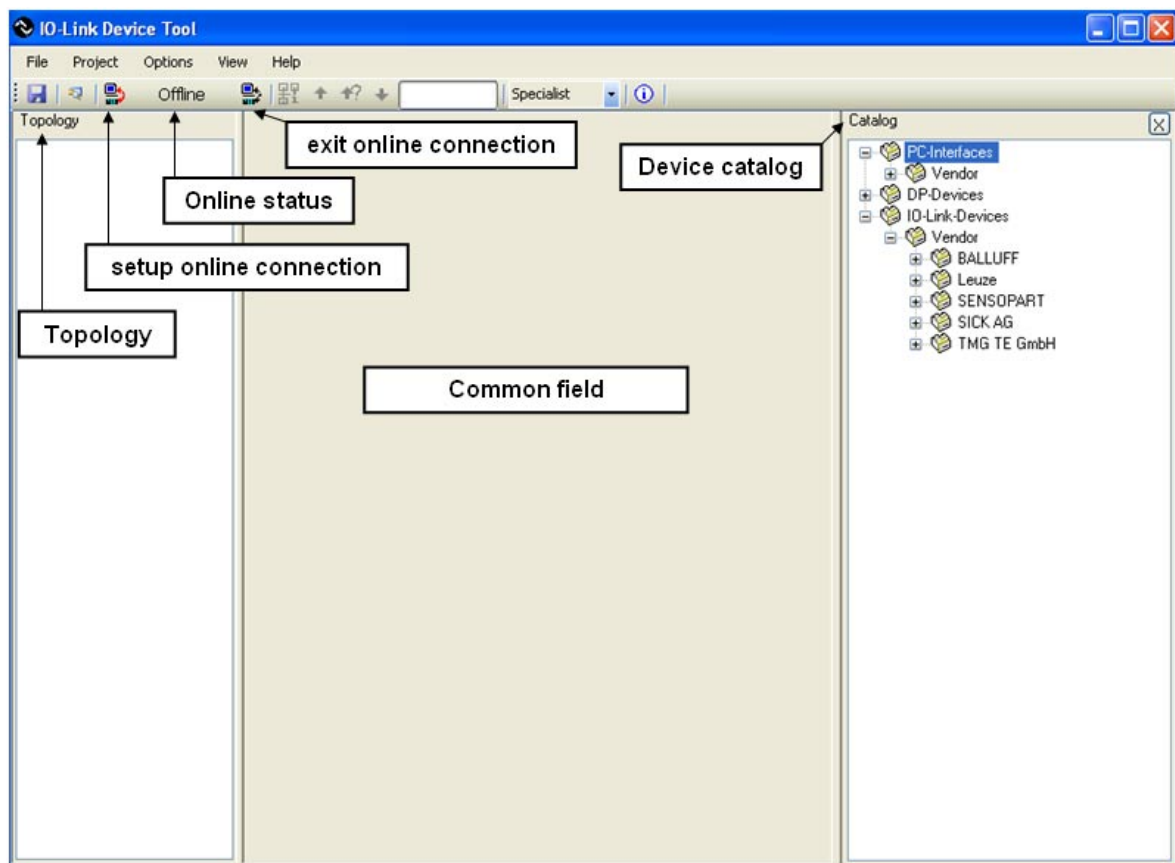 IO-Link Device Tool
File Project Options View Help
Offline Specialist
Topology
Catalog
exit online connection
Device catalog
Online status
setup online connection
Topology
Common field
PC-Interfaces
Vendor
DP-Devices
IO-Link-Devices
Vendor
BALLUFF
Leuze
SENSOPART
SICK AG
TMG TE GmbH